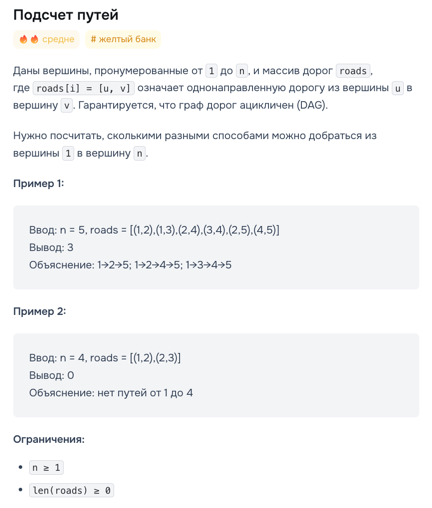 Подсчет путей
🔥🔥 средне # желтый банк
Даны вершины, пронумерованные от 1 до n, и массив дорог roads,
где roads[i] = [u, v] означает однонаправленную дорогу из вершины u в
вершину v. Гарантируется, что граф дорог ацикличен (DAG).
Нужно посчитать, сколькими разными способами можно добраться из
вершины 1 в вершину n.
Пример 1:
Ввод: n = 5, roads = [(1,2),(1,3),(2,4),(3,4),(2,5),(4,5)]
Вывод: 3
Объяснение: 1→2→5; 1→2→4→5; 1→3→4→5
Пример 2:
Ввод: n = 4, roads = [(1,2),(2,3)]
Вывод: 0
Объяснение: нет путей от 1 до 4
Ограничения:
• n ≥ 1
• len(roads) ≥ 0